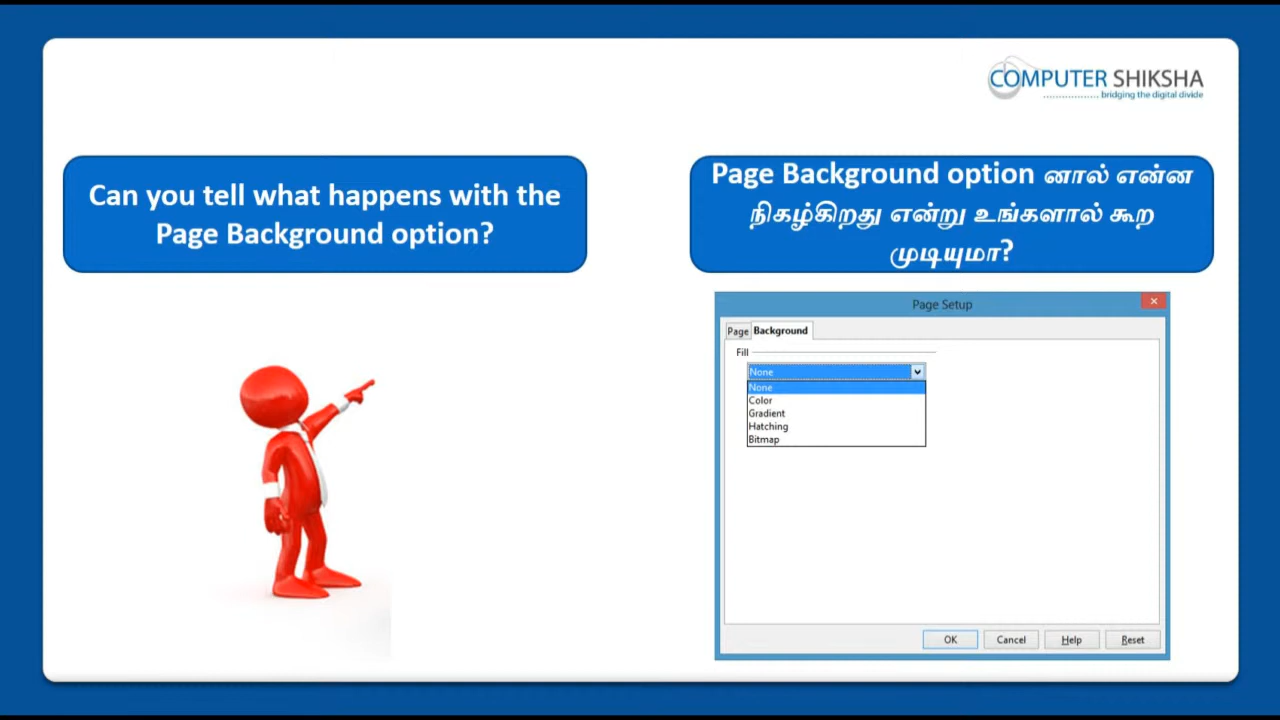 COMPUTER SHIKSHA
bridging the digital divide
Can you tell what happens with the
Page Background option?
Page Background option னால் என்ன
நிகழ்கிறது என்று உங்களால் கூற
முடியுமா?
Page Setup
Page Background
Fill
None
None
Color
Gradient
Hatching
Bitmap
OK Cancel Help Reset